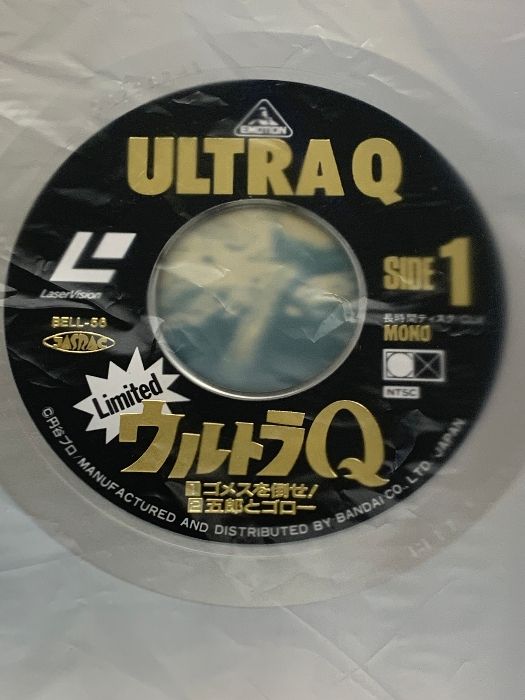 EMOTION
ULTRA Q
LaserVision
BELL-56
JASRAC
SIDE 1
長時間ディスク CLV
MONO
NTSC
Limited
ウルトラQ
1 ゴメスを倒せ!
2 五郎とゴロー
©円谷プロ/MANUFACTURED AND DISTRIBUTED BY BANDAI CO., LTD. JAPAN